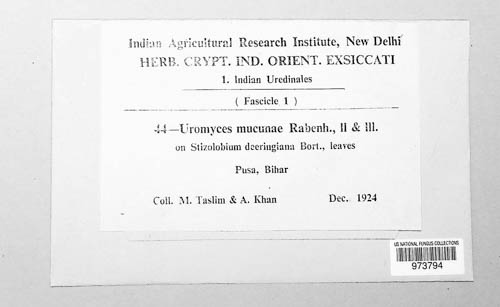 Indian Agricultural Research Institute, New Delhi
HERB. CRYPT. IND. ORIENT. EXSICCATI
1. Indian Uredinales
( Fascicle 1 )
44—Uromyces mucunae Rabenh., II & III.
on Stizolobium deeringiana Bort., leaves
Pusa, Bihar
Coll. M. Taslim & A. Khan Dec. 1924
US NATIONAL FUNGUS COLLECTIONS
973794